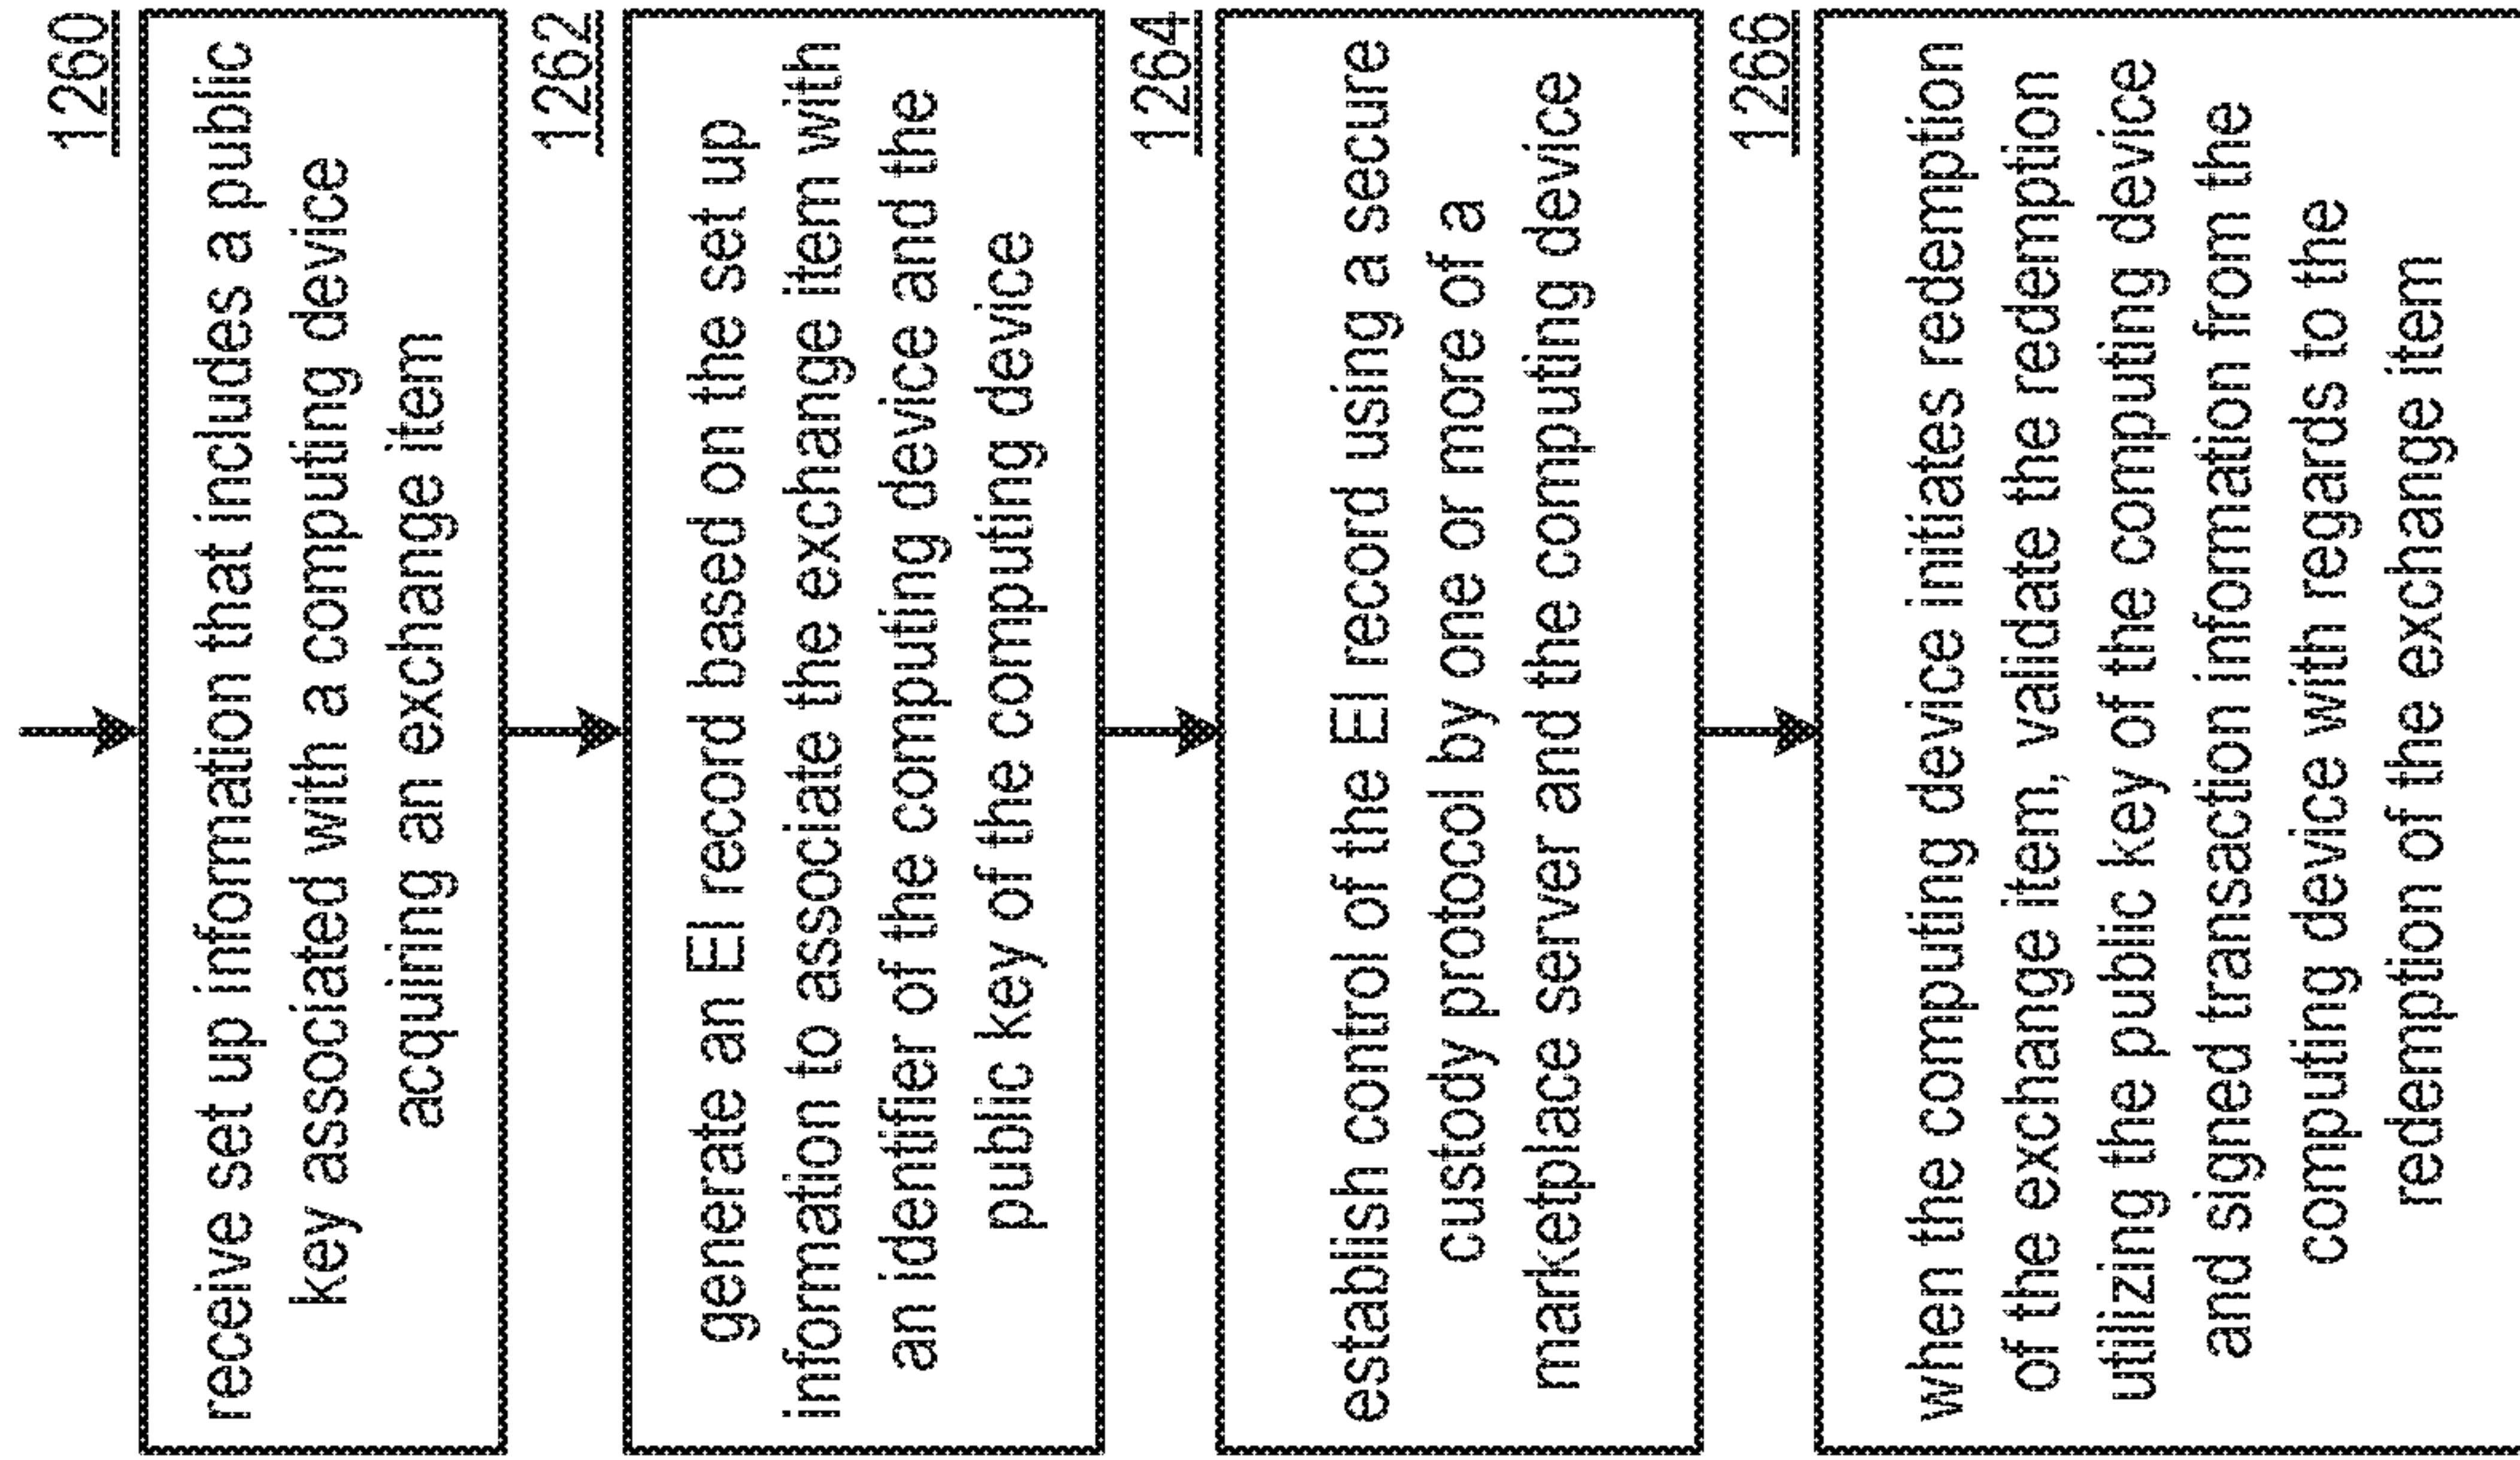 1260
receive set up information that includes a public
key associated with a computing device
acquiring an exchange item
1262
generate an EI record based on the set up
information to associate the exchange item with
an identifier of the computing device and the
public key of the computing device
1264
establish control of the EI record using a secure
custody protocol by one or more of a
marketplace server and the computing device
1266
when the computing device initiates redemption
of the exchange item, validate the redemption
utilizing the public key of the computing device
and signed transaction information from the
computing device with regards to the
redemption of the exchange item